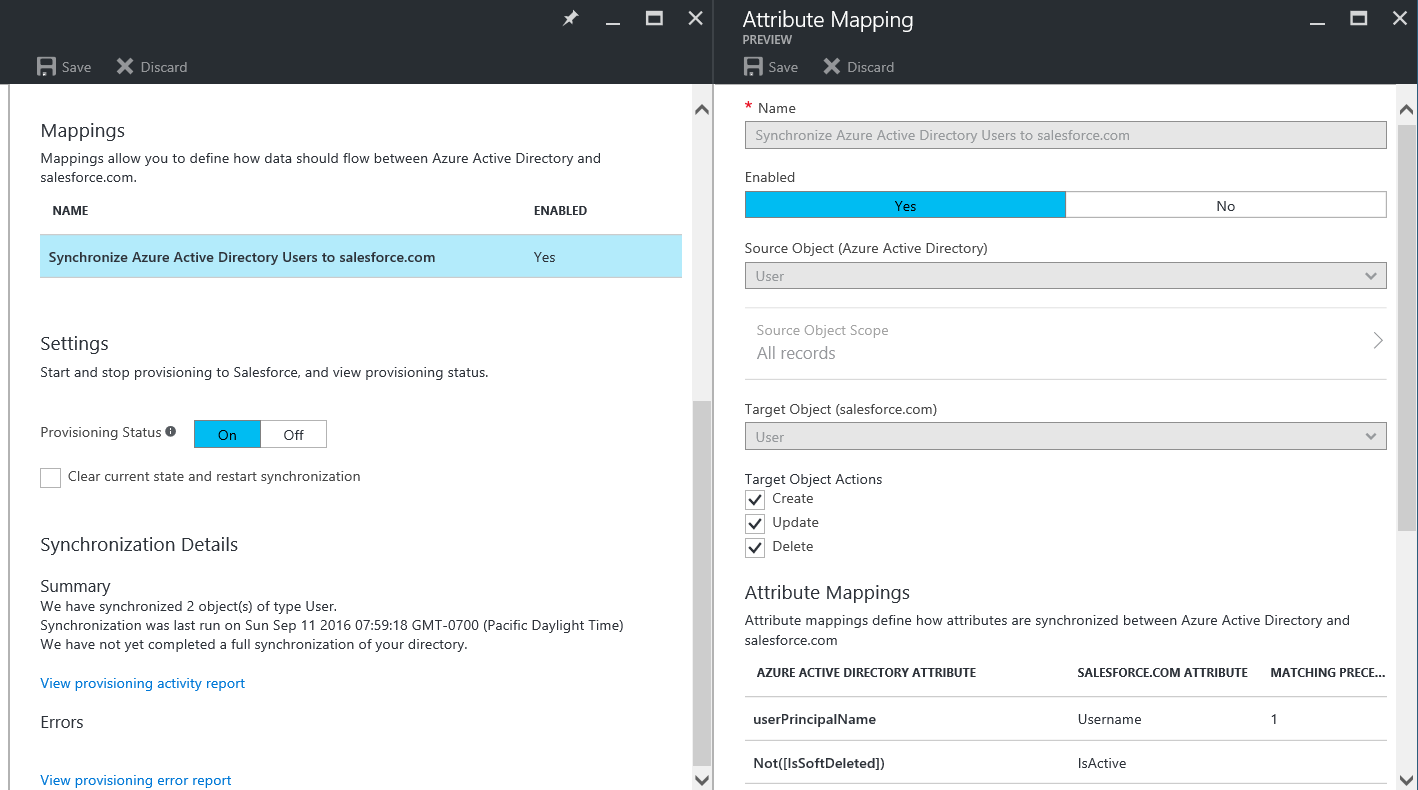 Save Discard
Mappings
Mappings allow you to define how data should flow between Azure Active Directory and
salesforce.com.
NAME ENABLED
Synchronize Azure Active Directory Users to salesforce.com Yes
Settings
Start and stop provisioning to Salesforce, and view provisioning status.
Provisioning Status On Off
Clear current state and restart synchronization
Synchronization Details
Summary
We have synchronized 2 object(s) of type User.
Synchronization was last run on Sun Sep 11 2016 07:59:18 GMT-0700 (Pacific Daylight Time)
We have not yet completed a full synchronization of your directory.
View provisioning activity report
Errors
View provisioning error report
Attribute Mapping
PREVIEW
Save Discard
* Name
Synchronize Azure Active Directory Users to salesforce.com
Enabled
Yes No
Source Object (Azure Active Directory)
User
Source Object Scope
All records
Target Object (salesforce.com)
User
Target Object Actions
Create
Update
Delete
Attribute Mappings
Attribute mappings define how attributes are synchronized between Azure Active Directory and
salesforce.com
AZURE ACTIVE DIRECTORY ATTRIBUTE SALESFORCE.COM ATTRIBUTE MATCHING PRECE...
userPrincipalName Username 1
Not([IsSoftDeleted]) IsActive